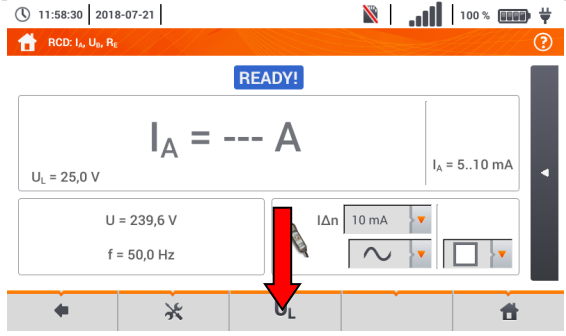 11:58:30 2018-07-21 100 %
RCD: IA, UB, RE ?
READY!
IA = --- A
IA = 5..10 mA
UL = 25,0 V
U = 239,6 V
f = 50,0 Hz
IΔn 10 mA
UL